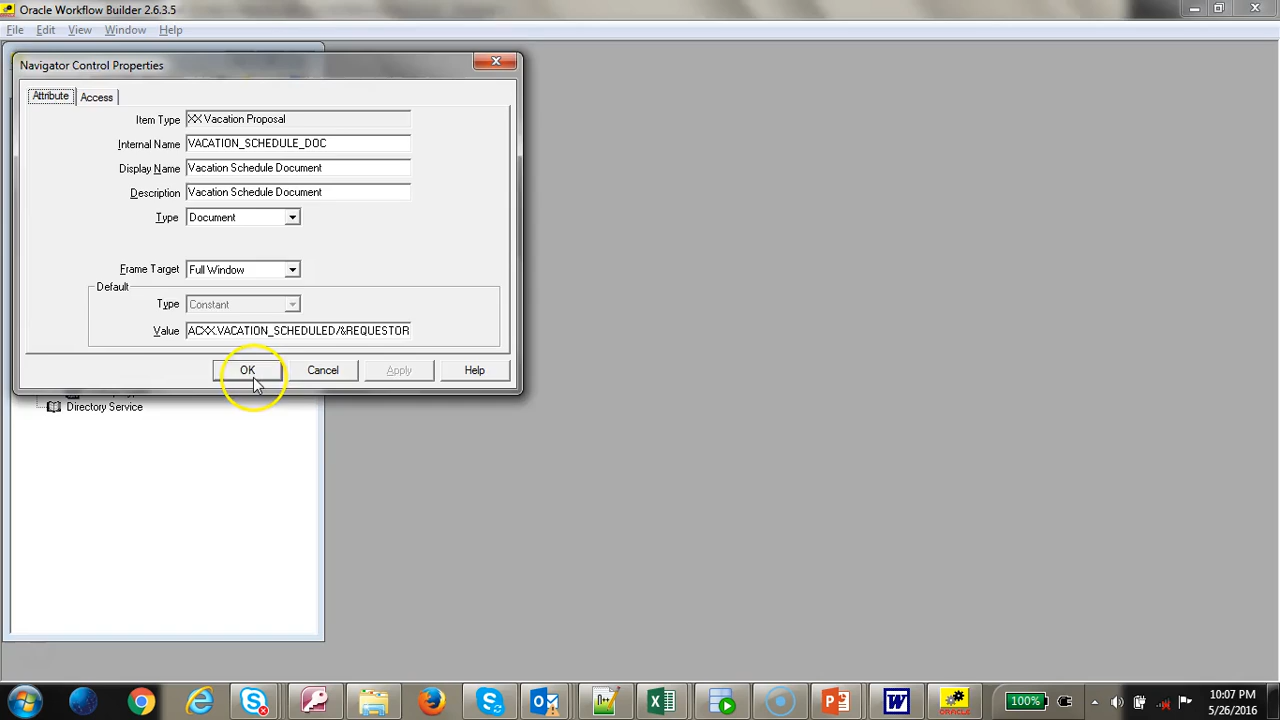 Oracle Workflow Builder 2.6.3.5
File Edit View Window Help
Navigator Control Properties
Attribute Access
Item Type XX Vacation Proposal
Internal Name VACATION_SCHEDULE_DOC
Display Name Vacation Schedule Document
Description Vacation Schedule Document
Type Document
Frame Target Full Window
Default
Type Constant
Value ACXX.VACATION_SCHEDULED/&REQUESTOR
OK Cancel Apply Help
Directory Service
100%
10:07 PM
5/26/2016